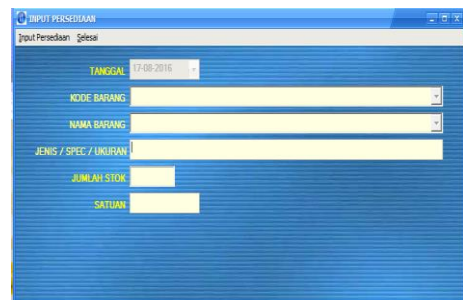 INPUT PERSEDIAAN
Input Persediaan Selesai
TANGGAL 17-08-2016
KODE BARANG
NAMA BARANG
JENIS / SPEC / UKURAN
JUMLAH STOK
SATUAN